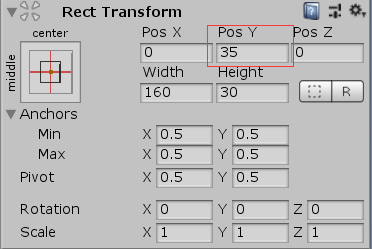 Rect Transform
center
middle
Pos X Pos Y Pos Z
0 35 0
Width Height
160 30
R
Anchors
Min X 0.5 Y 0.5
Max X 0.5 Y 0.5
Pivot X 0.5 Y 0.5
Rotation X 0 Y 0 Z 0
Scale X 1 Y 1 Z 1